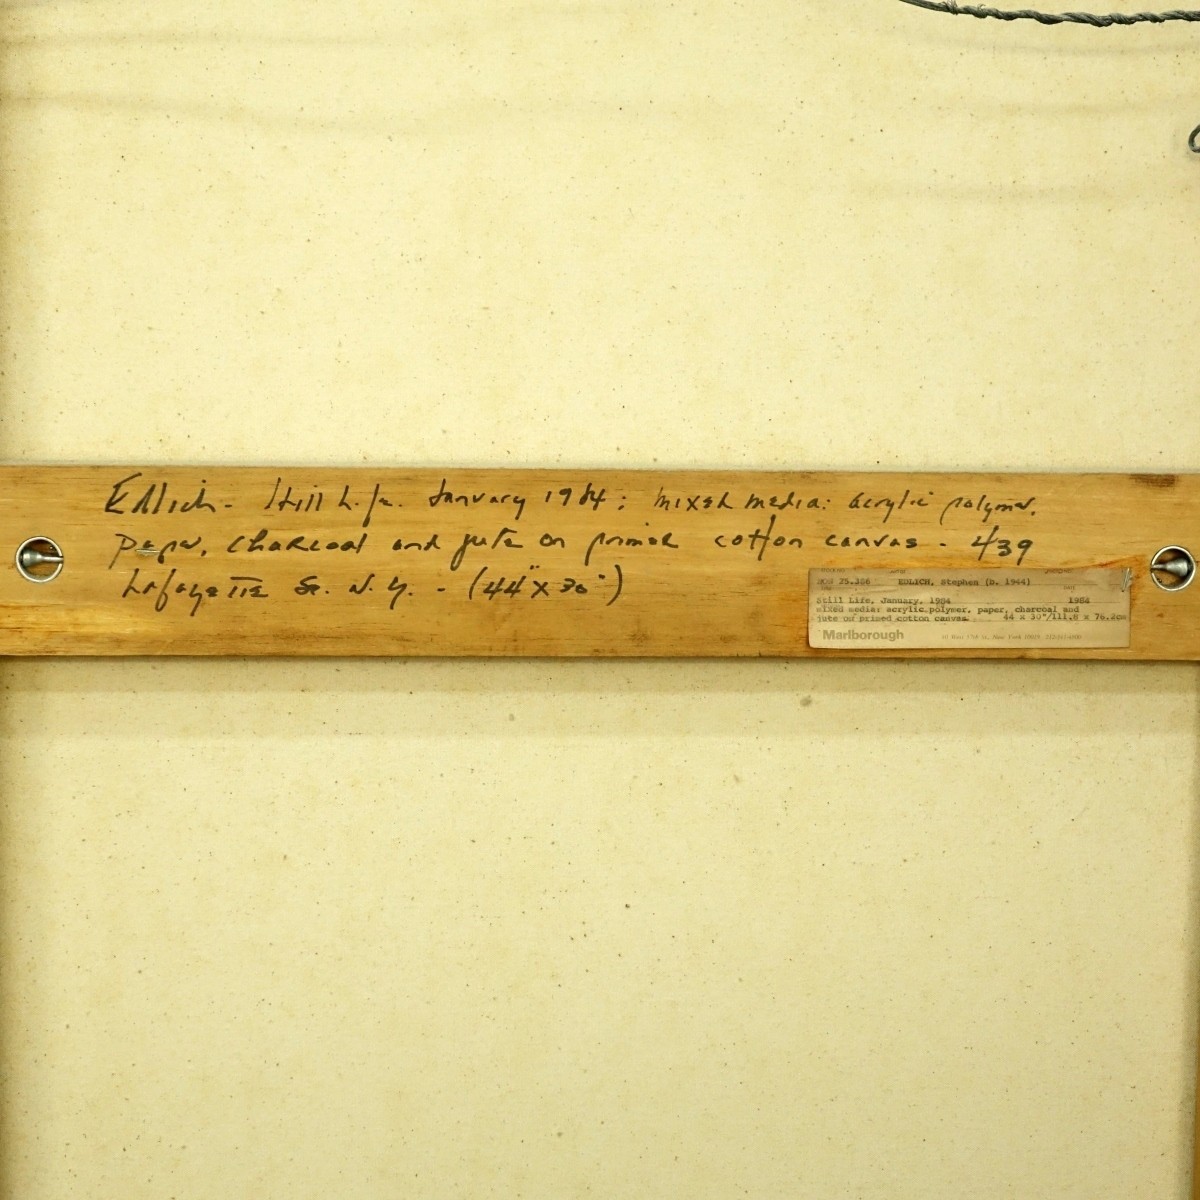 Edlich - Still Life. January 1984; mixed media: acrylic polymer,
paper, charcoal and jute on primed cotton canvas - 439
Lafayette St. N.Y. - (44" x 30")
NOS 25.386 EDLICH, Stephen (b. 1944)
Still Life, January, 1984 1984
mixed media: acrylic polymer, paper, charcoal and
jute on primed cotton canvas. 44 x 30"/111.8 x 76.2cm
Marlborough